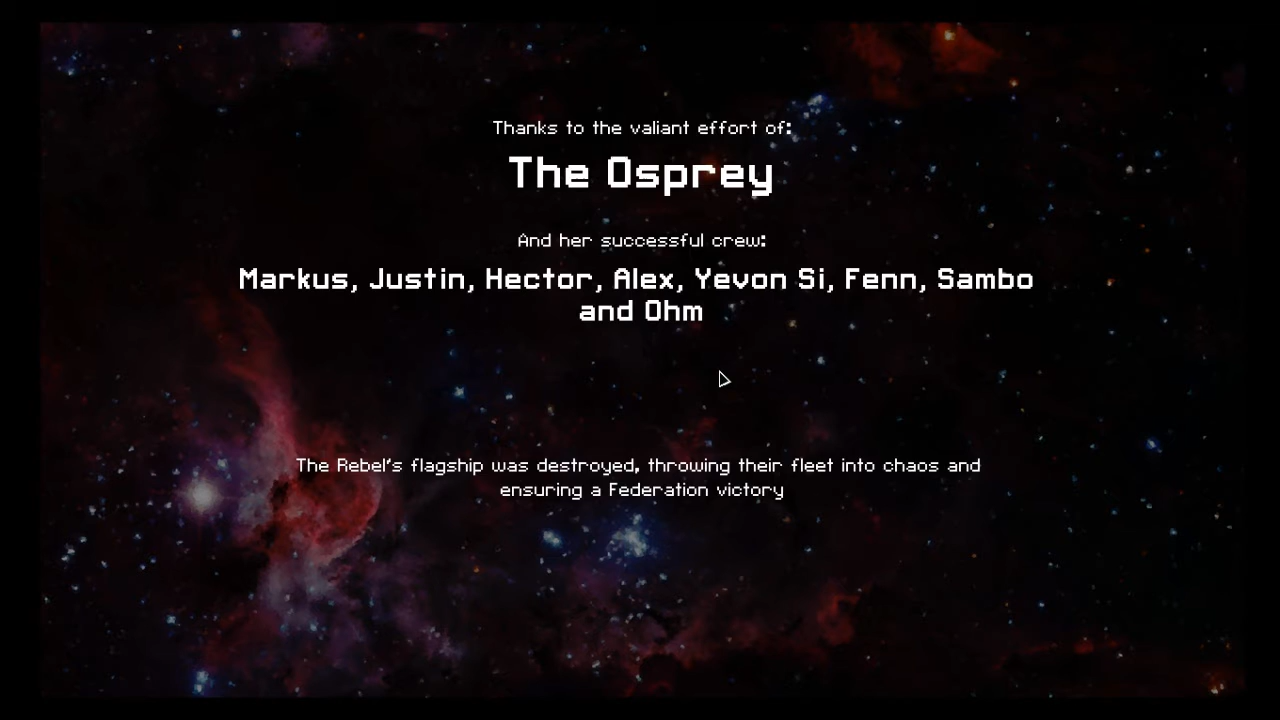 Thanks to the valiant effort of:
The Osprey
And her successful crew:
Markus, Justin, Hector, Alex, Yevon Si, Fenn, Sambo
and Ohm
The Rebel's flagship was destroyed, throwing their fleet into chaos and
ensuring a Federation victory